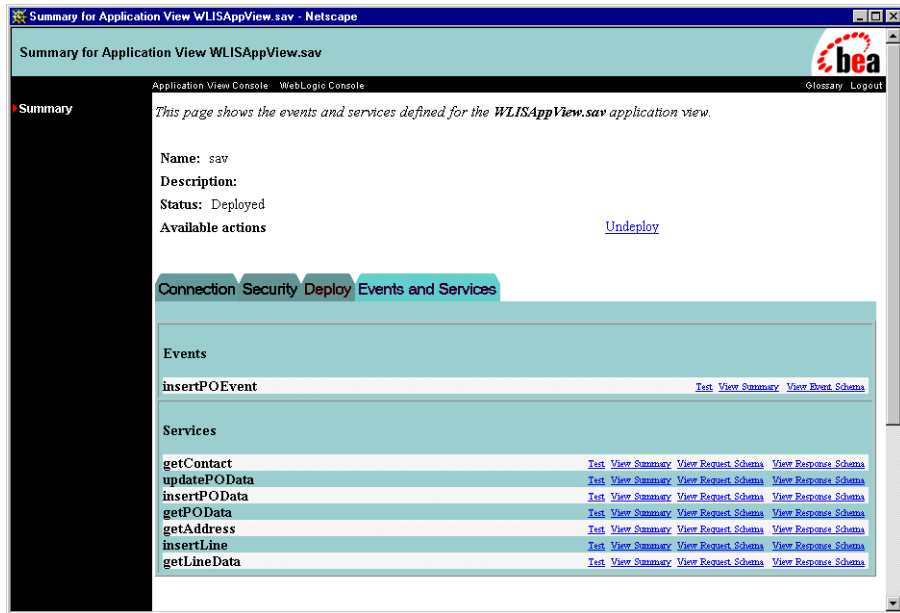 Summary for Application View WLISAppView.sav - Netscape
Summary for Application View WLISAppView.sav
bea
Application View Console WebLogic Console Glossary Logout
Summary
This page shows the events and services defined for the WLISAppView.sav application view.
Name: sav
Description:
Status: Deployed
Available actions Undeploy
Connection Security Deploy Events and Services
Events
insertPOEvent Test View Summary View Event Schema
Services
getContact Test View Summary View Request Schema View Response Schema
updatePOData Test View Summary View Request Schema View Response Schema
insertPOData Test View Summary View Request Schema View Response Schema
getPOData Test View Summary View Request Schema View Response Schema
getAddress Test View Summary View Request Schema View Response Schema
insertLine Test View Summary View Request Schema View Response Schema
getLineData Test View Summary View Request Schema View Response Schema